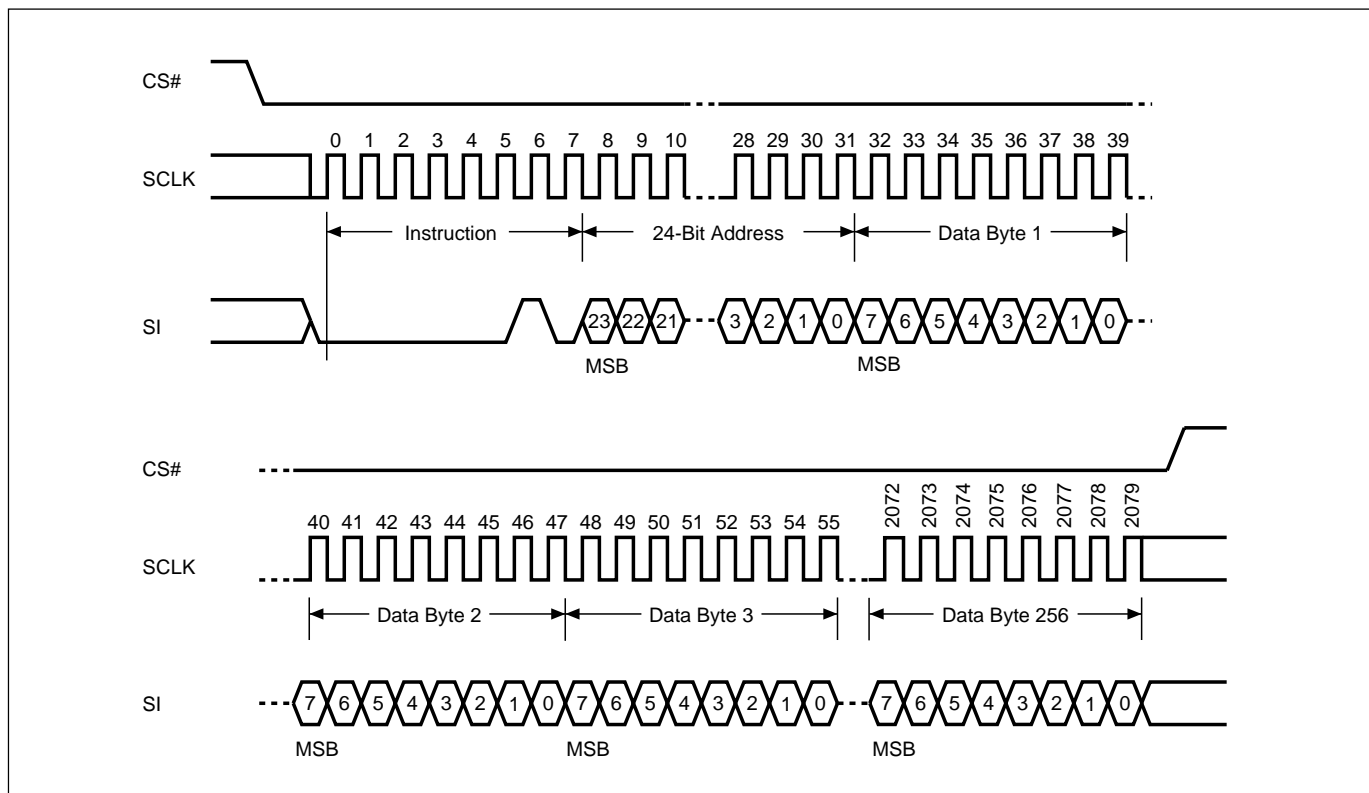 CS#
0 1 2 3 4 5 6 7 8 9 10 28 29 30 31 32 33 34 35 36 37 38 39
SCLK
Instruction 24-Bit Address Data Byte 1
SI 23 22 21 3 2 1 0 7 6 5 4 3 2 1 0
MSB MSB
CS#
40 41 42 43 44 45 46 47 48 49 50 51 52 53 54 55 2072 2073 2074 2075 2076 2077 2078 2079
SCLK
Data Byte 2 Data Byte 3 Data Byte 256
SI 7 6 5 4 3 2 1 0 7 6 5 4 3 2 1 0 7 6 5 4 3 2 1 0
MSB MSB MSB